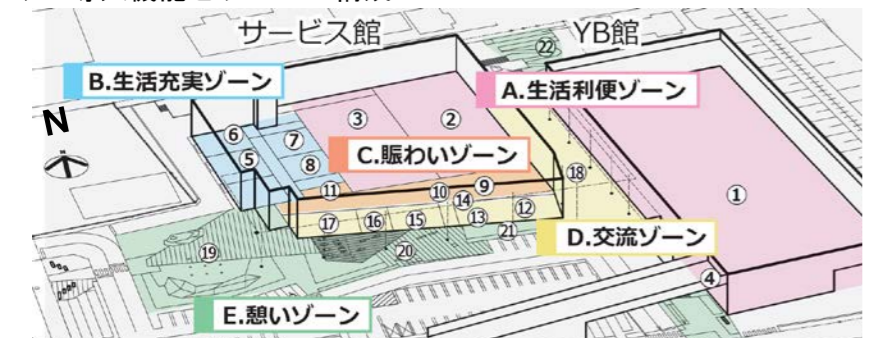 サービス館
YB館
㉒
B.生活充実ゾーン
A.生活利便ゾーン
N
③
②
⑥
⑦
C.賑わいゾーン
⑤
⑧
⑱
⑪
⑩
⑨
①
⑭
⑰
⑯
⑮
⑬
⑫
㉑
D.交流ゾーン
⑲
⑳
④
E.憩いゾーン